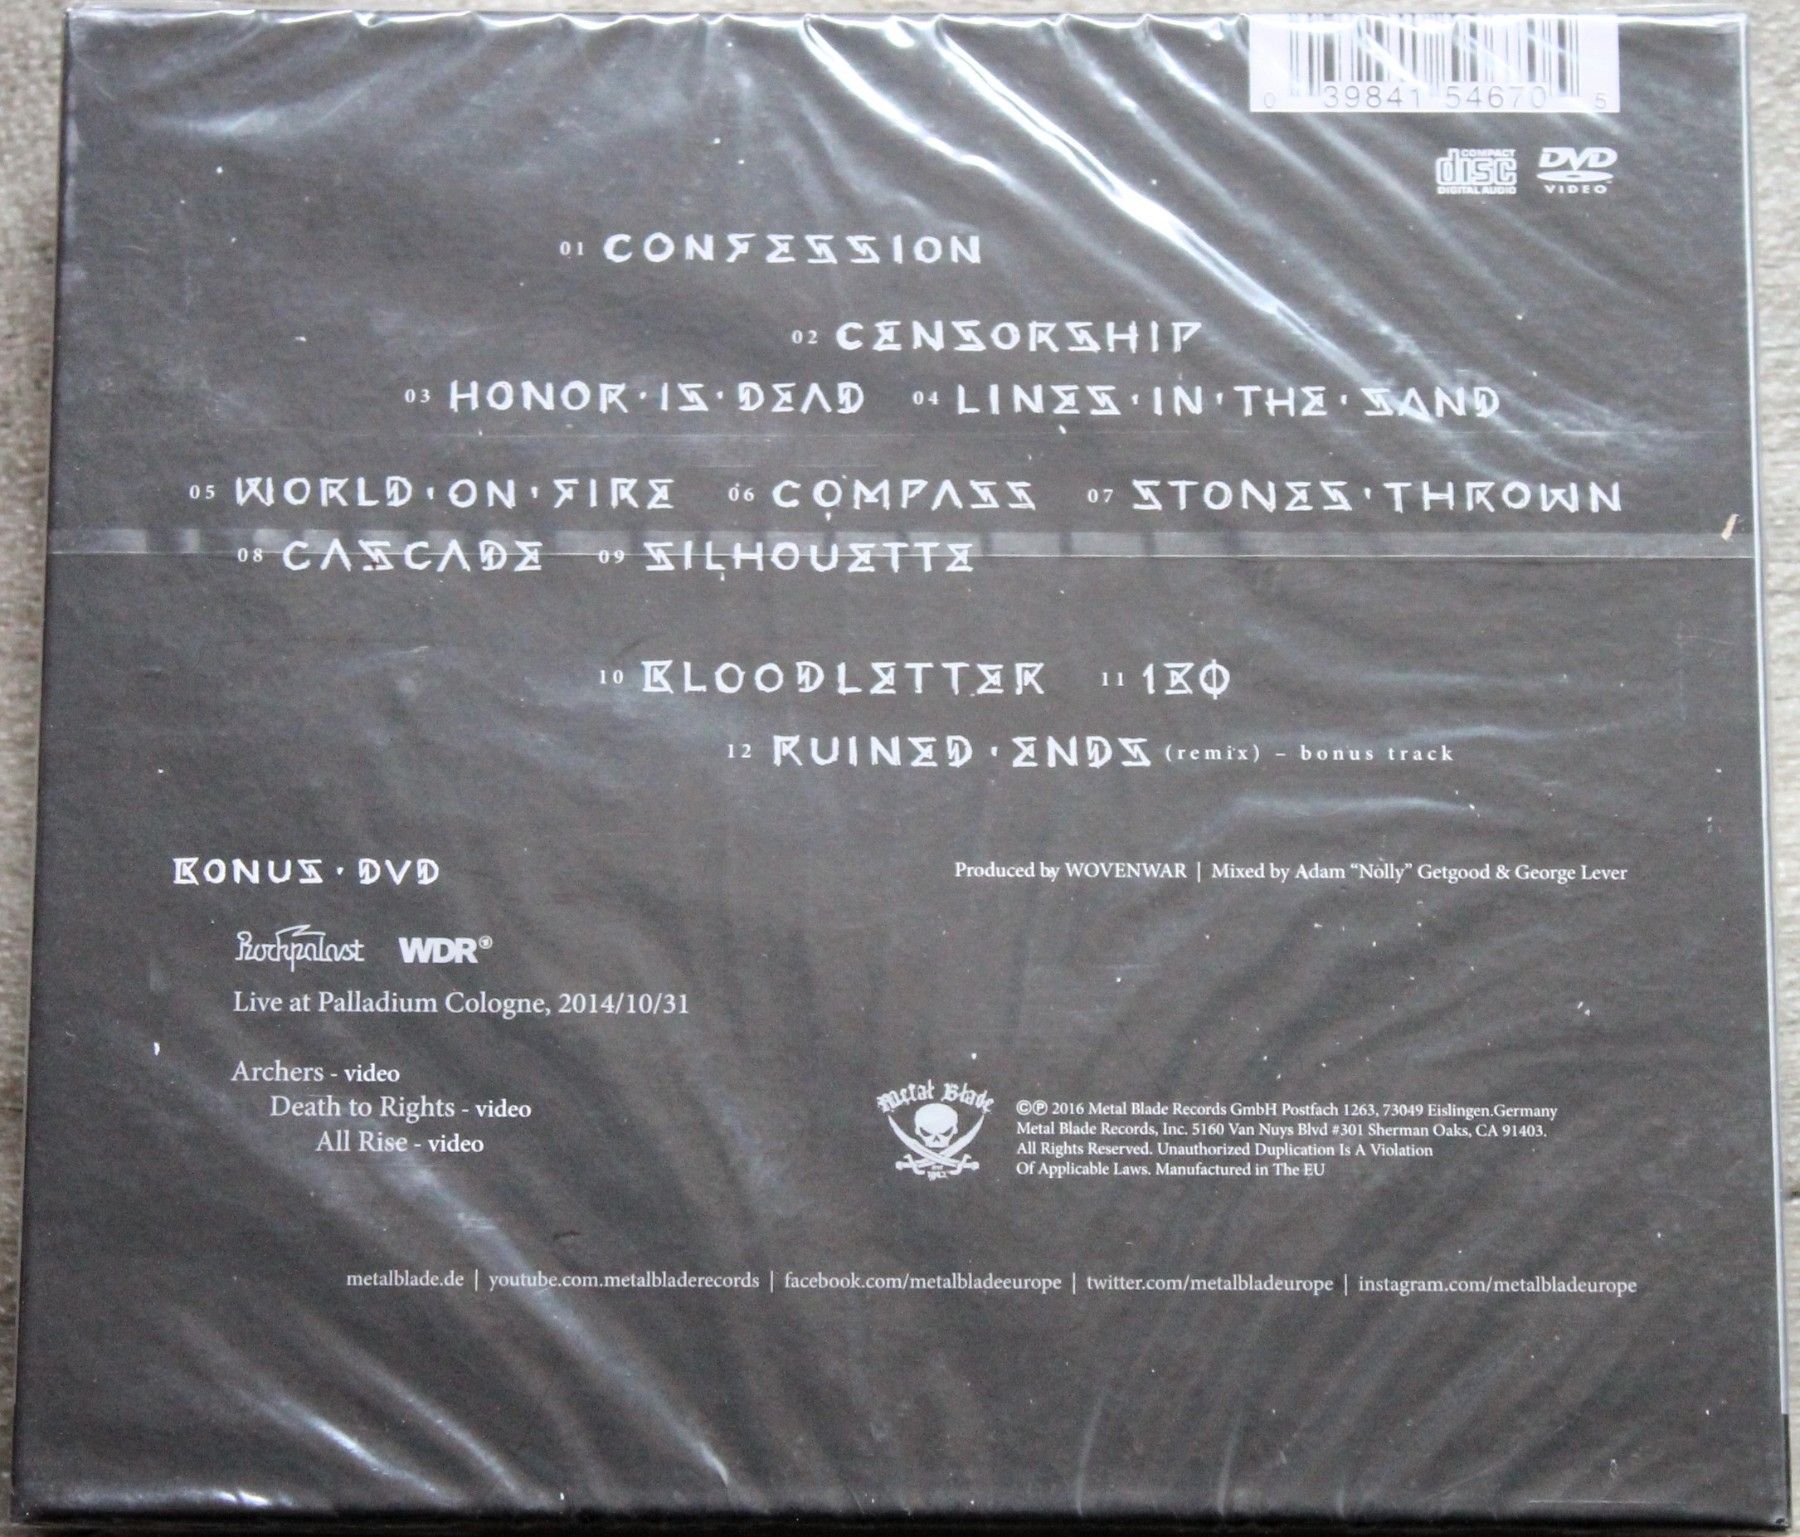 0 39841 54670 5
COMPACT disc DIGITAL AUDIO
DVD VIDEO
01 CONFESSION
02 CENSORSHIP
03 HONOR · IS · DEAD 04 LINES · IN · THE · SAND
05 WORLD · ON · FIRE 06 COMPASS 07 STONES · THROWN
08 CASCADE 09 SILHOUETTE
10 BLOODLETTER 11 130
12 RUINED · ENDS (remix) – bonus track
BONUS · DVD
Produced by WOVENWAR | Mixed by Adam “Nolly” Getgood & George Lever
Rockpalast WDR
Live at Palladium Cologne, 2014/10/31
Archers - video
Death to Rights - video
All Rise - video
Metal Blade
est 1982
©℗ 2016 Metal Blade Records GmbH Postfach 1263, 73049 Eislingen.Germany
Metal Blade Records, Inc. 5160 Van Nuys Blvd #301 Sherman Oaks, CA 91403.
All Rights Reserved. Unauthorized Duplication Is A Violation
Of Applicable Laws. Manufactured in The EU
metalblade.de | youtube.com.metalbladerecords | facebook.com/metalbladeeurope | twitter.com/metalbladeurope | instagram.com/metalbladeurope